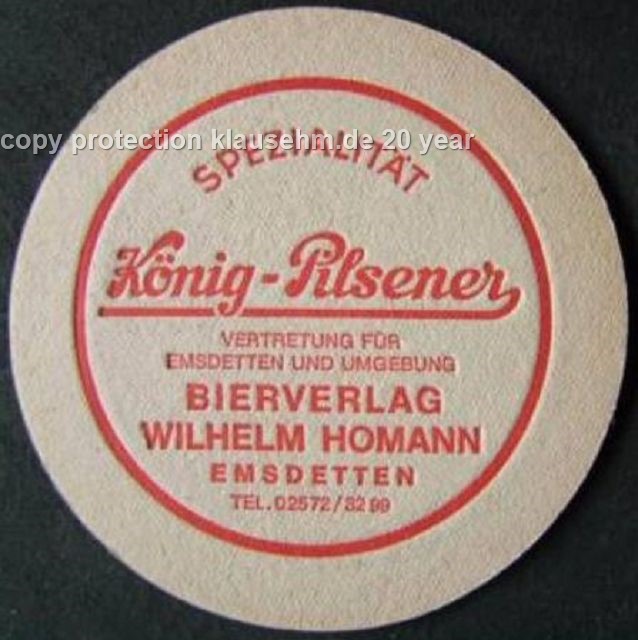 copy protection klausehm.de 20 year
SPEZIALITÄT
König-Pilsener
VERTRETUNG FÜR
EMSDETTEN UND UMGEBUNG
BIERVERLAG
WILHELM HOMANN
EMSDETTEN
TEL. 02572/3299